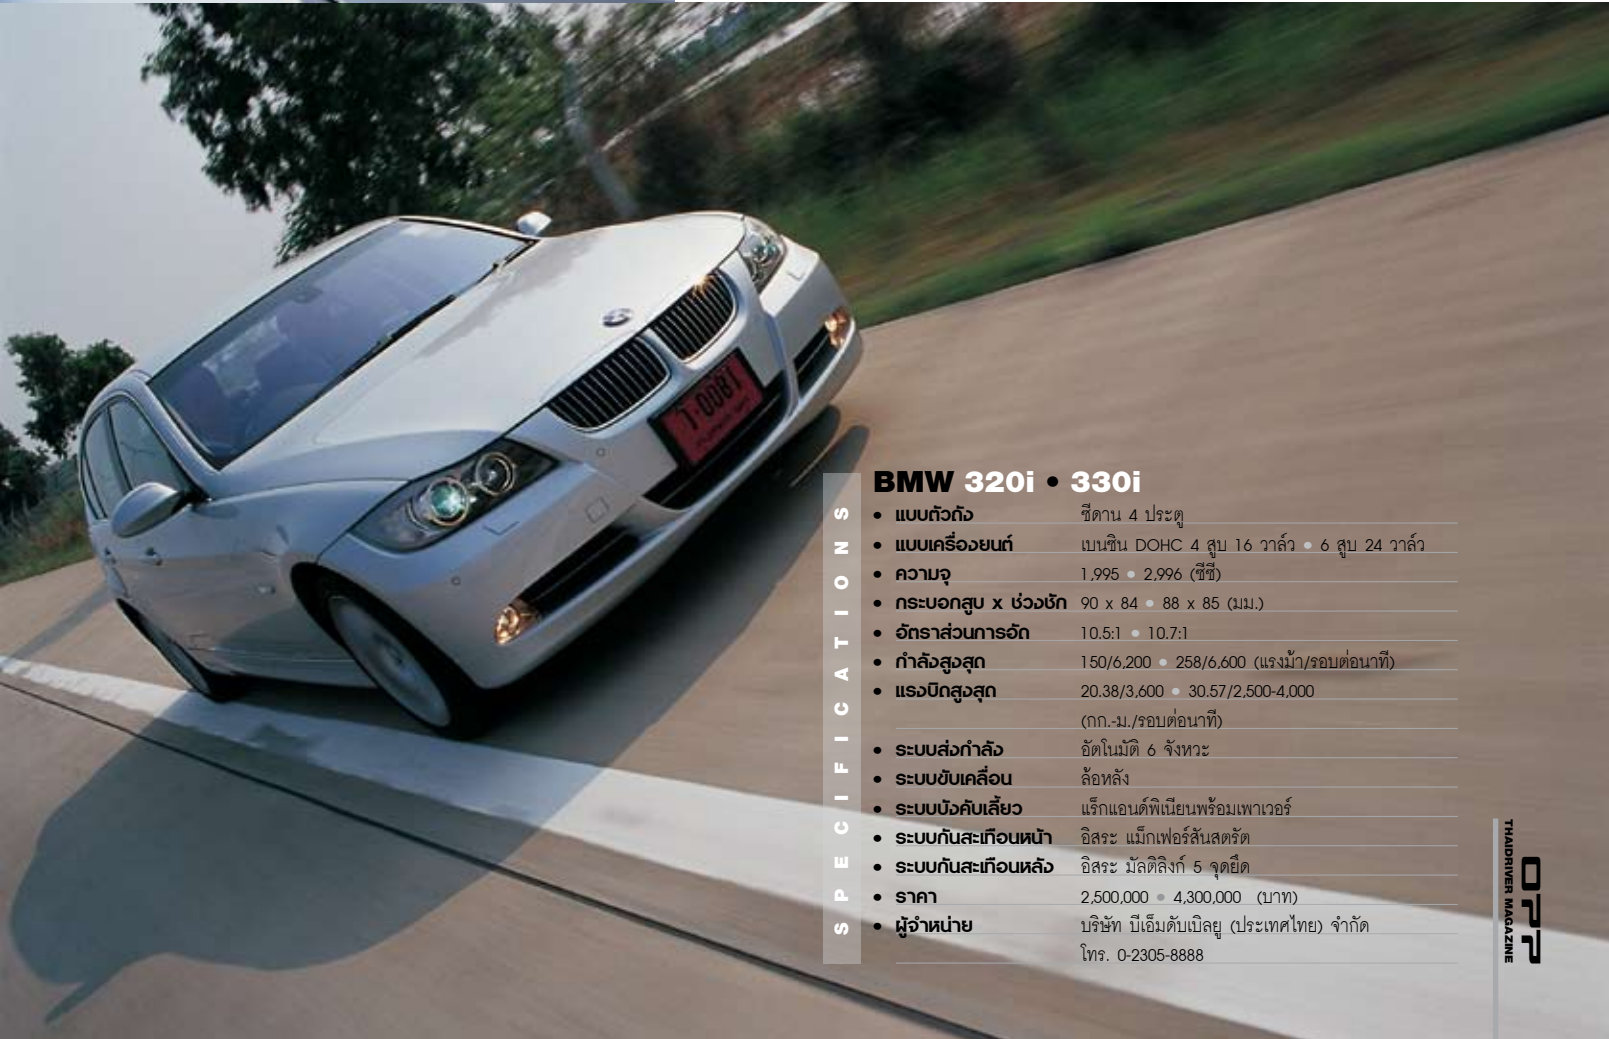 BMW 320i • 330i
SPECIFICATIONS
• แบบตัวถัง ซีดาน 4 ประตู
• แบบเครื่องยนต์ เบนซิน DOHC 4 สูบ 16 วาล์ว • 6 สูบ 24 วาล์ว
• ความจุ 1,995 • 2,996 (ซีซี)
• กระบอกสูบ x ช่วงชัก 90 x 84 • 88 x 85 (มม.)
• อัตราส่วนการอัด 10.5:1 • 10.7:1
• กำลังสูงสุด 150/6,200 • 258/6,600 (แรงม้า/รอบต่อนาที)
• แรงบิดสูงสุด 20.38/3,600 • 30.57/2,500-4,000
(กก.-ม./รอบต่อนาที)
• ระบบส่งกำลัง อัตโนมัติ 6 จังหวะ
• ระบบขับเคลื่อน ล้อหลัง
• ระบบบังคับเลี้ยว แร็กแอนด์พิเนียนพร้อมเพาเวอร์
• ระบบกันสะเทือนหน้า อิสระ แม็กเฟอร์สันสตรัต
• ระบบกันสะเทือนหลัง อิสระ มัลติลิงก์ 5 จุดยึด
• ราคา 2,500,000 • 4,300,000 (บาท)
• ผู้จำหน่าย บริษัท บีเอ็มดับเบิลยู (ประเทศไทย) จำกัด
โทร. 0-2305-8888
THAIDRIVER MAGAZINE